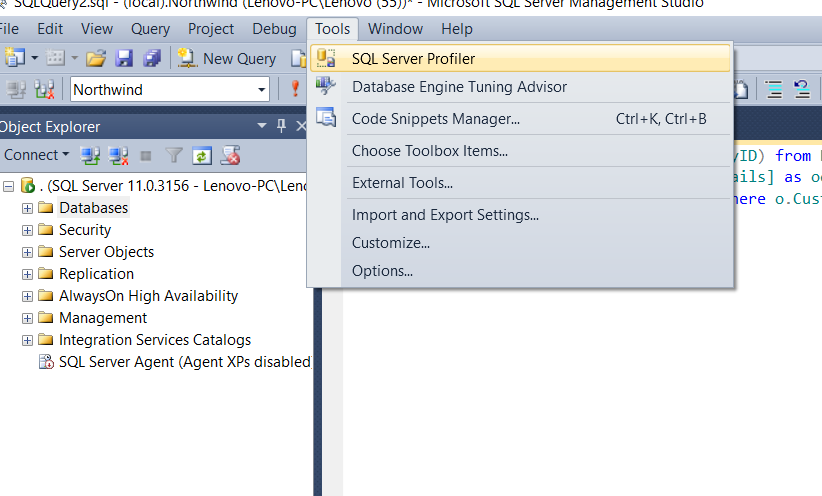 SQLQuery2.sql - (local).Northwind (Lenovo-PC\Lenovo (55))* - Microsoft SQL Server Management Studio
File Edit View Query Project Debug Tools Window Help
New Query
Northwind
SQL Server Profiler
Database Engine Tuning Advisor
Code Snippets Manager... Ctrl+K, Ctrl+B
Choose Toolbox Items...
External Tools...
Import and Export Settings...
Customize...
Options...
Object Explorer
Connect
. (SQL Server 11.0.3156 - Lenovo-PC\Leno
Databases
Security
Server Objects
Replication
AlwaysOn High Availability
Management
Integration Services Catalogs
SQL Server Agent (Agent XPs disabled)
yID) from
ails] as o
here o.Cust